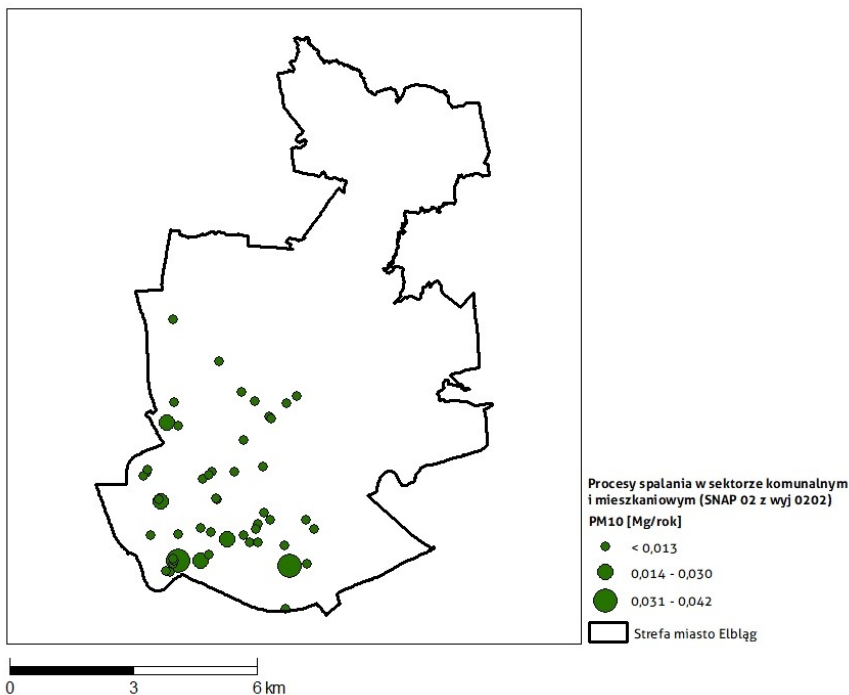 Procesy spalania w sektorze komunalnym
i mieszkaniowym (SNAP 02 z wyj 0202)
PM10 [Mg/rok]
< 0,013
0,014 - 0,030
0,031 - 0,042
Strefa miasto Elbląg
0 3 6 km